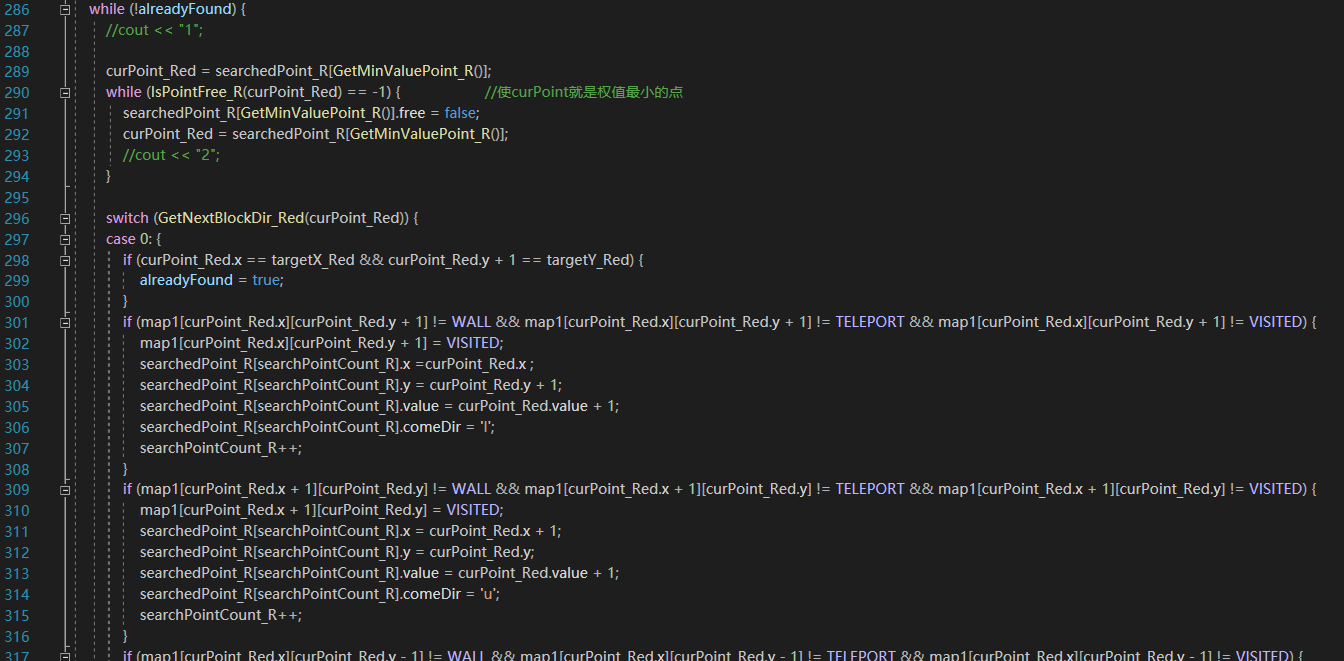 286 while (!alreadyFound) {
287 //cout << "1";
288
289 curPoint_Red = searchedPoint_R[GetMinValuePoint_R()];
290 while (IsPointFree_R(curPoint_Red) == -1) { //使curPoint就是权值最小的点
291 searchedPoint_R[GetMinValuePoint_R()].free = false;
292 curPoint_Red = searchedPoint_R[GetMinValuePoint_R()];
293 //cout << "2";
294 }
295
296 switch (GetNextBlockDir_Red(curPoint_Red)) {
297 case 0: {
298 if (curPoint_Red.x == targetX_Red && curPoint_Red.y + 1 == targetY_Red) {
299 alreadyFound = true;
300 }
301 if (map1[curPoint_Red.x][curPoint_Red.y + 1] != WALL && map1[curPoint_Red.x][curPoint_Red.y + 1] != TELEPORT && map1[curPoint_Red.x][curPoint_Red.y + 1] != VISITED) {
302 map1[curPoint_Red.x][curPoint_Red.y + 1] = VISITED;
303 searchedPoint_R[searchPointCount_R].x =curPoint_Red.x ;
304 searchedPoint_R[searchPointCount_R].y = curPoint_Red.y + 1;
305 searchedPoint_R[searchPointCount_R].value = curPoint_Red.value + 1;
306 searchedPoint_R[searchPointCount_R].comeDir = 'l';
307 searchPointCount_R++;
308 }
309 if (map1[curPoint_Red.x + 1][curPoint_Red.y] != WALL && map1[curPoint_Red.x + 1][curPoint_Red.y] != TELEPORT && map1[curPoint_Red.x + 1][curPoint_Red.y] != VISITED) {
310 map1[curPoint_Red.x + 1][curPoint_Red.y] = VISITED;
311 searchedPoint_R[searchPointCount_R].x = curPoint_Red.x + 1;
312 searchedPoint_R[searchPointCount_R].y = curPoint_Red.y;
313 searchedPoint_R[searchPointCount_R].value = curPoint_Red.value + 1;
314 searchedPoint_R[searchPointCount_R].comeDir = 'u';
315 searchPointCount_R++;
316 }
317 if (map1[curPoint_Red.x][curPoint_Red.y - 1] != WALL && map1[curPoint_Red.x][curPoint_Red.y - 1] != TELEPORT && map1[curPoint_Red.x][curPoint_Red.y - 1] != VISITED) {